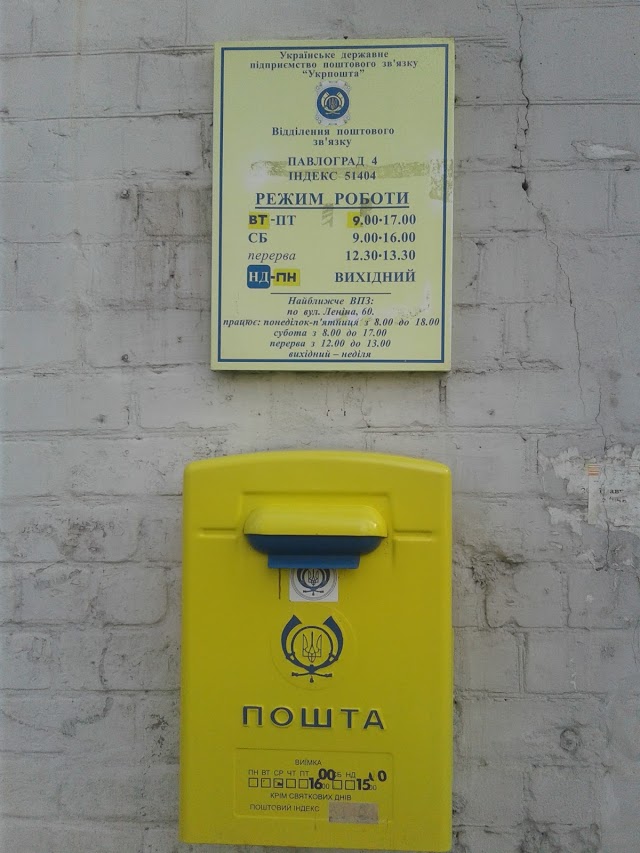 Українське державне
підприємство поштового зв'язку
"Укрпошта"
Відділення поштового
зв'язку
ПАВЛОГРАД 4
ІНДЕКС 51404
РЕЖИМ РОБОТИ
ВТ-ПТ 9.00-17.00
СБ 9.00-16.00
перерва 12.30-13.30
НД-ПН ВИХІДНИЙ
Найближче ВПЗ:
по вул. Леніна, 60.
працює: понеділок-п'ятниця з 8.00 до 18.00
субота з 8.00 до 17.00
перерва з 12.00 до 13.00
вихідний – неділя
ПОШТА
ВИЇМКА
ПН ВТ СР ЧТ ПТ СБ НД
16 00 15 00
КРІМ СВЯТКОВИХ ДНІВ
ПОШТОВИЙ ІНДЕКС